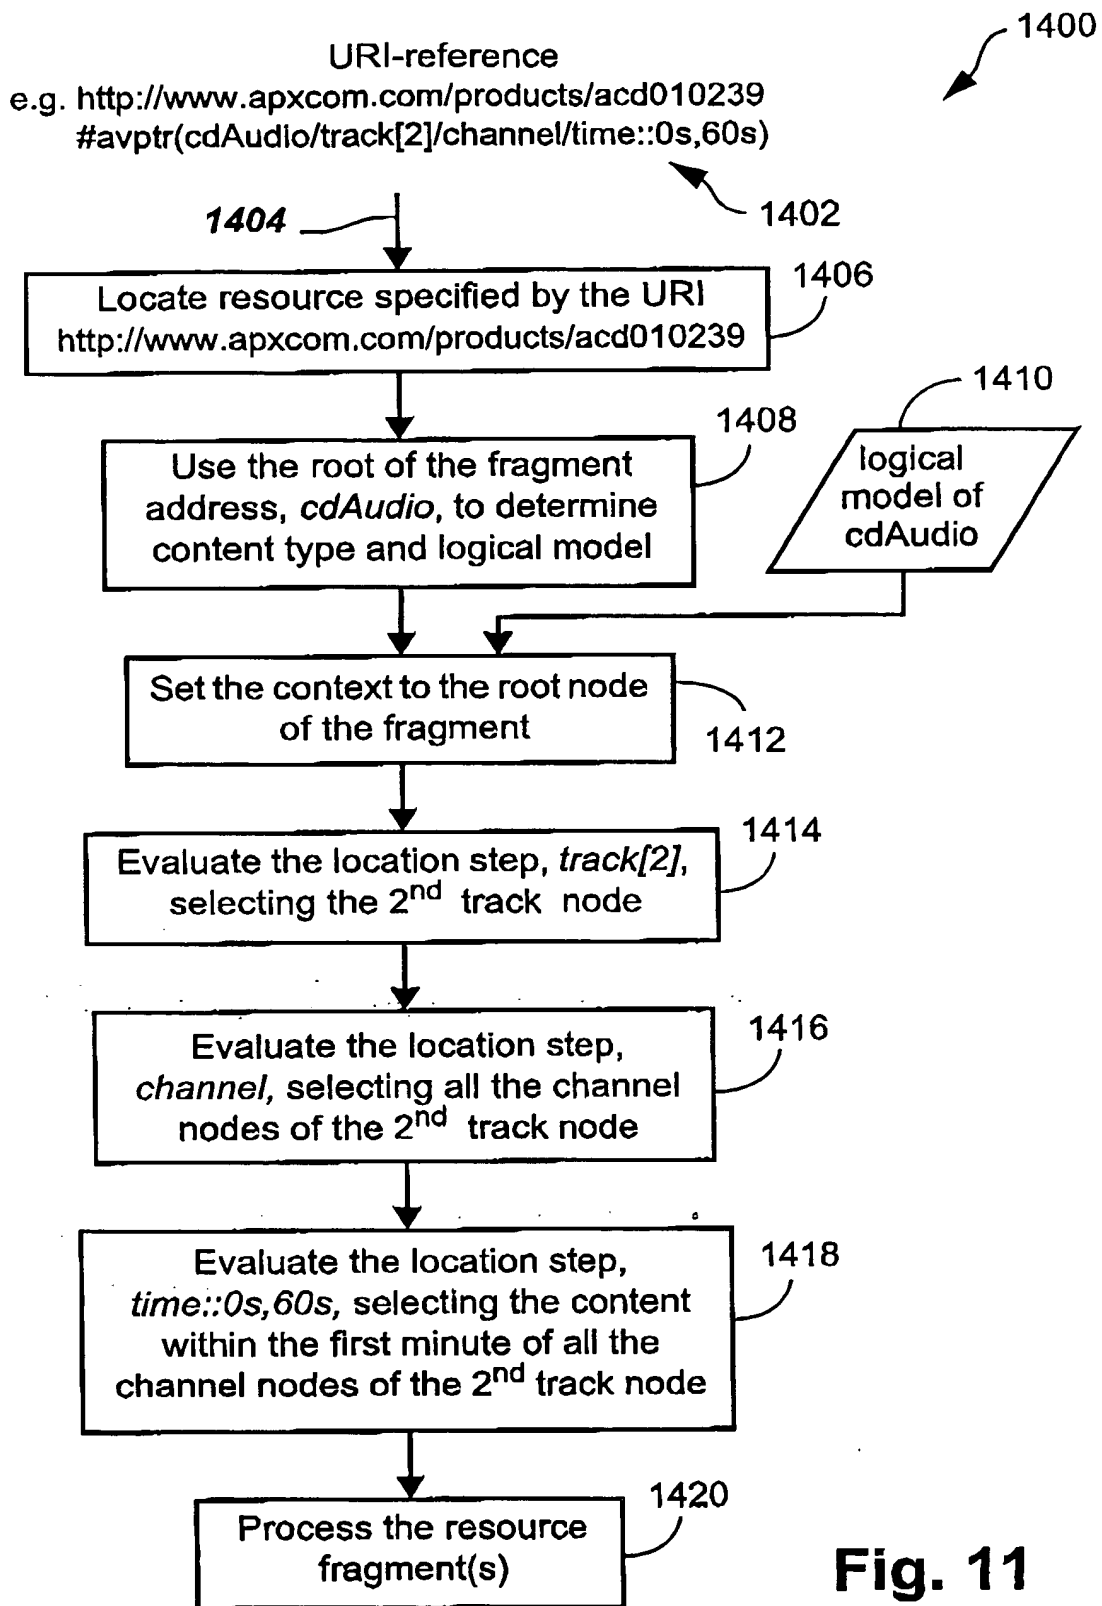 1400
URI-reference
e.g. http://www.apxcom.com/products/acd010239
#avptr(cdAudio/track[2]/channel/time::0s,60s)
1402
1404
1406
Locate resource specified by the URI
http://www.apxcom.com/products/acd010239
1410
1408
Use the root of the fragment
address, cdAudio, to determine
content type and logical model
logical
model of
cdAudio
Set the context to the root node
of the fragment
1412
1414
Evaluate the location step, track[2],
selecting the 2nd track node
1416
Evaluate the location step,
channel, selecting all the channel
nodes of the 2nd track node
1418
Evaluate the location step,
time::0s,60s, selecting the content
within the first minute of all the
channel nodes of the 2nd track node
1420
Process the resource
fragment(s)
Fig. 11